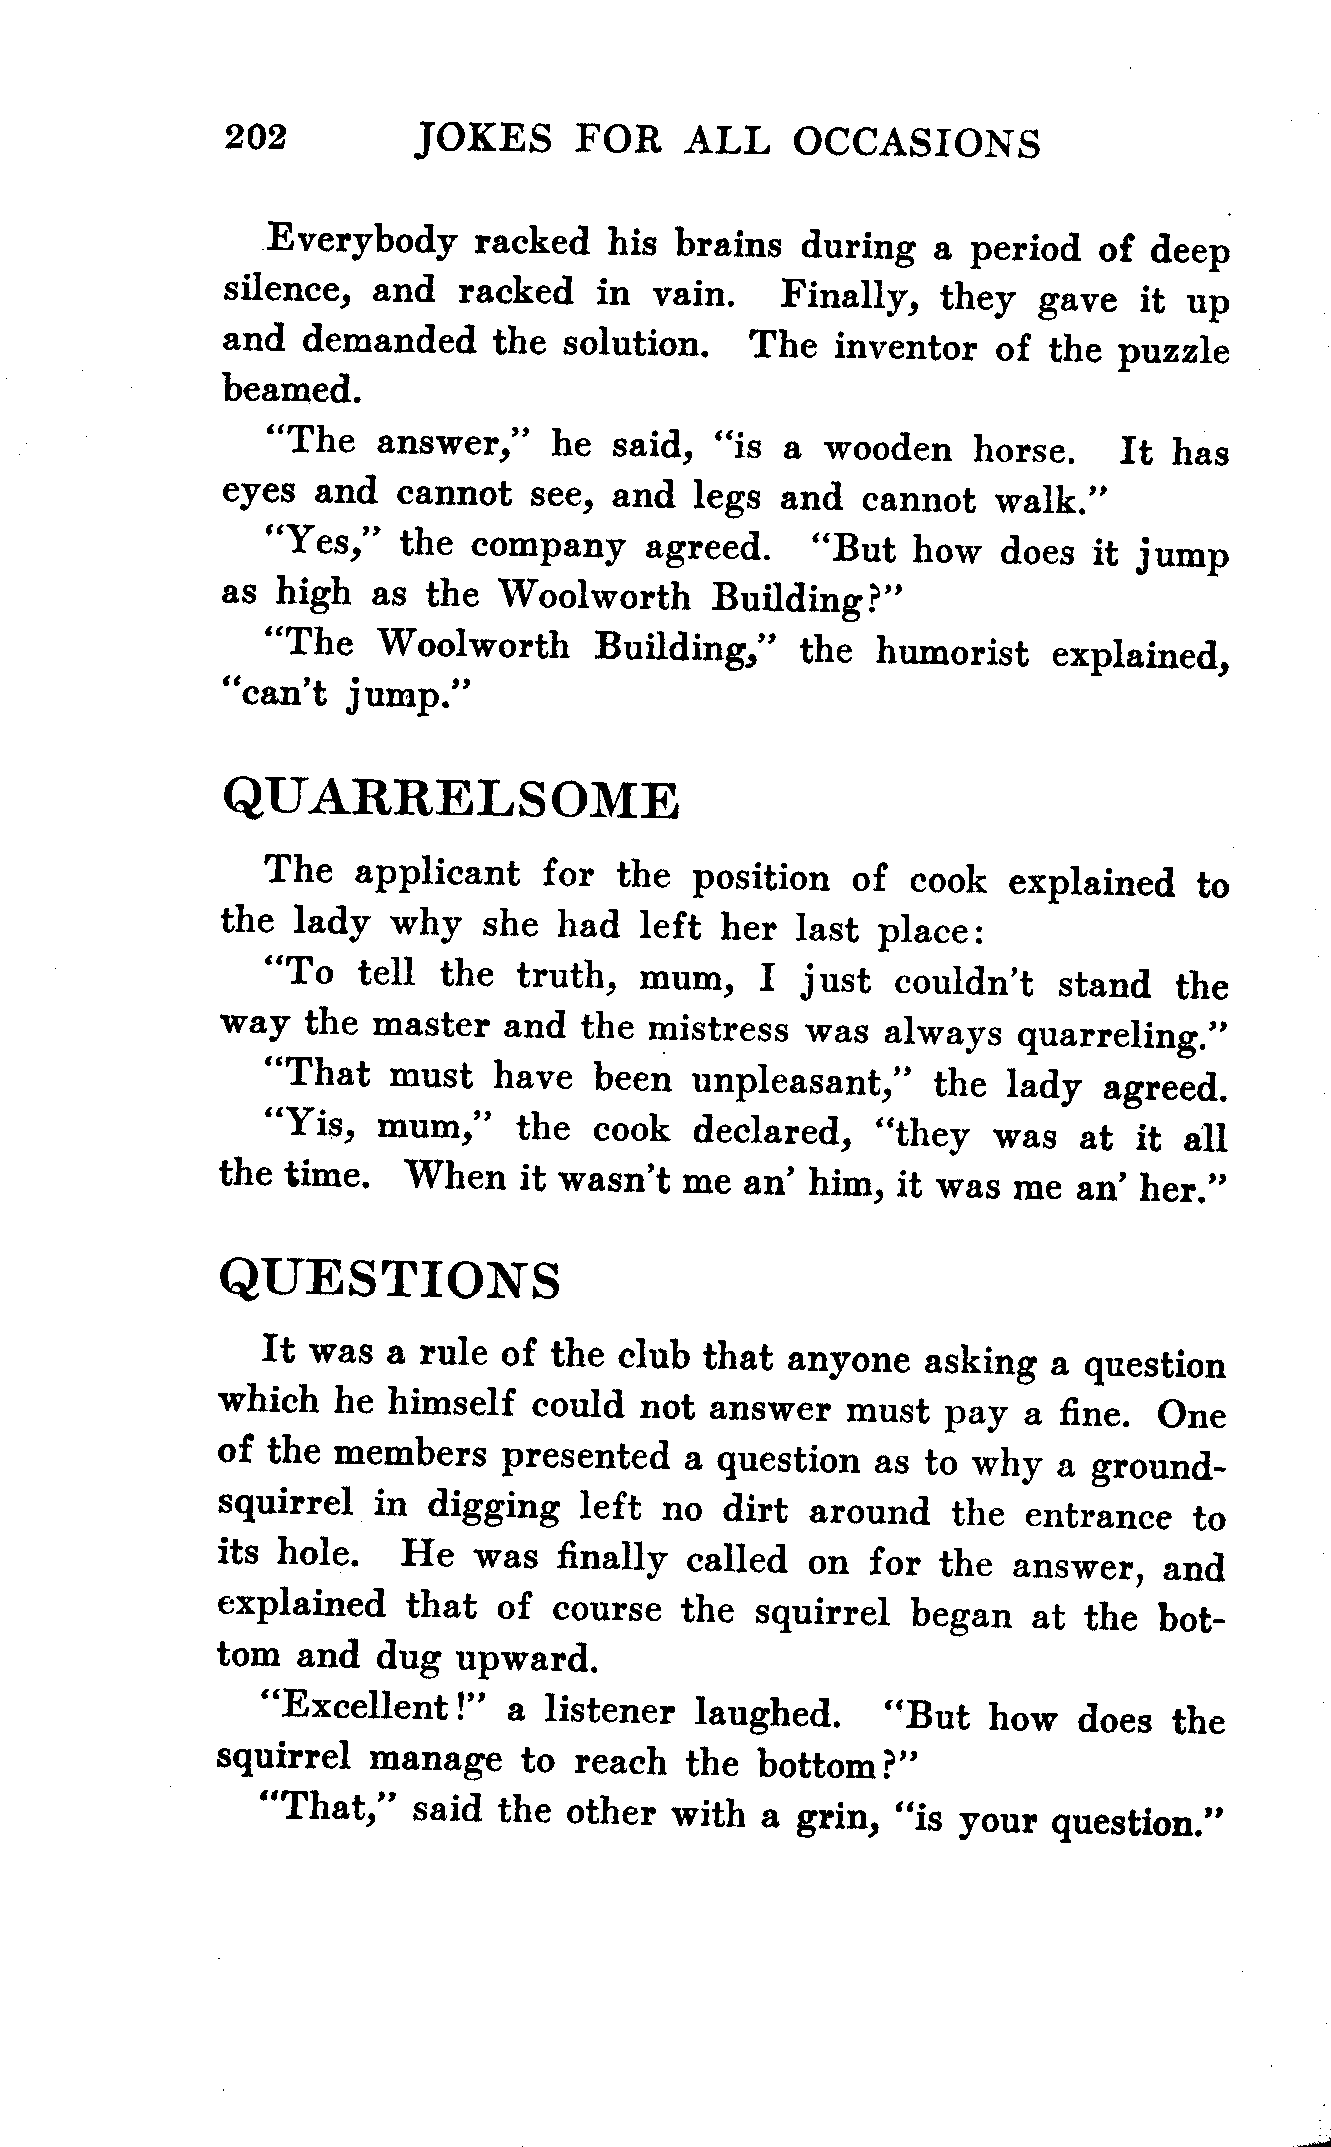 202 JOKES FOR ALL OCCASIONS
Everybody racked his brains during a period of deep
silence, and racked in vain. Finally, they gave it up
and demanded the solution. The inventor of the puzzle
beamed.
"The answer," he said, "is a wooden horse. It has
eyes and cannot see, and legs and cannot walk."
"Yes," the company agreed. "But how does it jump
as high as the Woolworth Building?"
"The Woolworth Building," the humorist explained,
"can't jump."
QUARRELSOME
The applicant for the position of cook explained to
the lady why she had left her last place:
"To tell the truth, mum, I just couldn't stand the
way the master and the mistress was always quarreling."
"That must have been unpleasant," the lady agreed.
"Yis, mum," the cook declared, "they was at it all
the time. When it wasn't me an' him, it was me an' her."
QUESTIONS
It was a rule of the club that anyone asking a question
which he himself could not answer must pay a fine. One
of the members presented a question as to why a ground-
squirrel in digging left no dirt around the entrance to
its hole. He was finally called on for the answer, and
explained that of course the squirrel began at the bot-
tom and dug upward.
"Excellent!" a listener laughed. "But how does the
squirrel manage to reach the bottom?"
"That," said the other with a grin, "is your question."